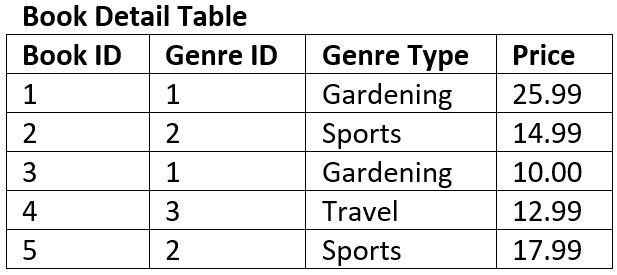 Book Detail Table
Book ID Genre ID Genre Type Price
1 1 Gardening 25.99
2 2 Sports 14.99
3 1 Gardening 10.00
4 3 Travel 12.99
5 2 Sports 17.99